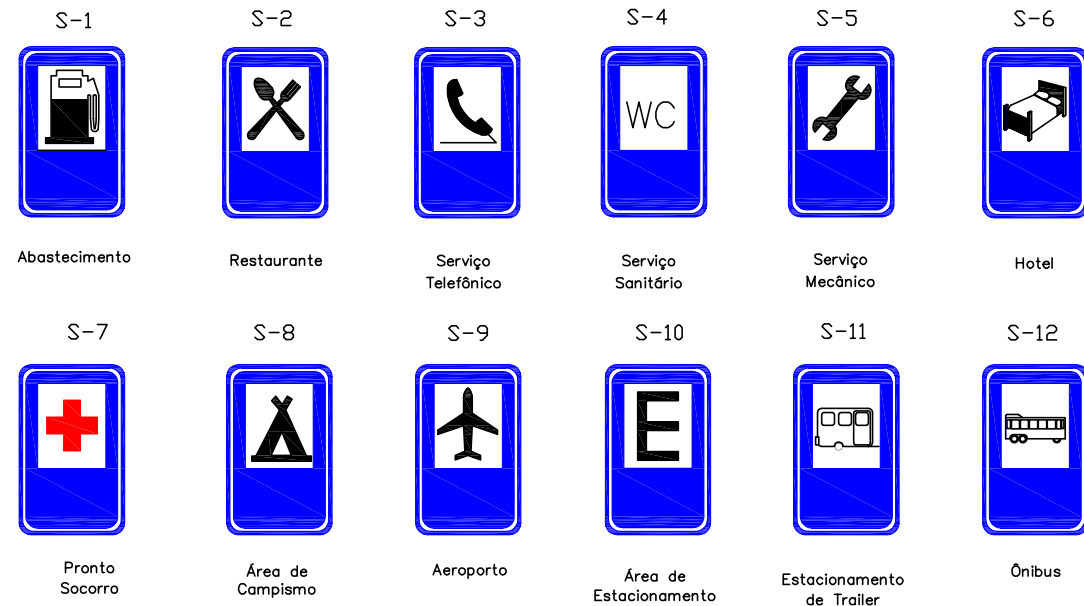 S-1 S-2 S-3 S-4 S-5 S-6
WC
Abastecimento
Restaurante
Serviço
Telefônico
Serviço
Sanitário
Serviço
Mecânico
Hotel
S-7 S-8 S-9 S-10 S-11 S-12
E
Pronto
Socorro
Área de
Campismo
Aeroporto
Área de
Estacionamento
Estacionamento
de Trailer
Ônibus